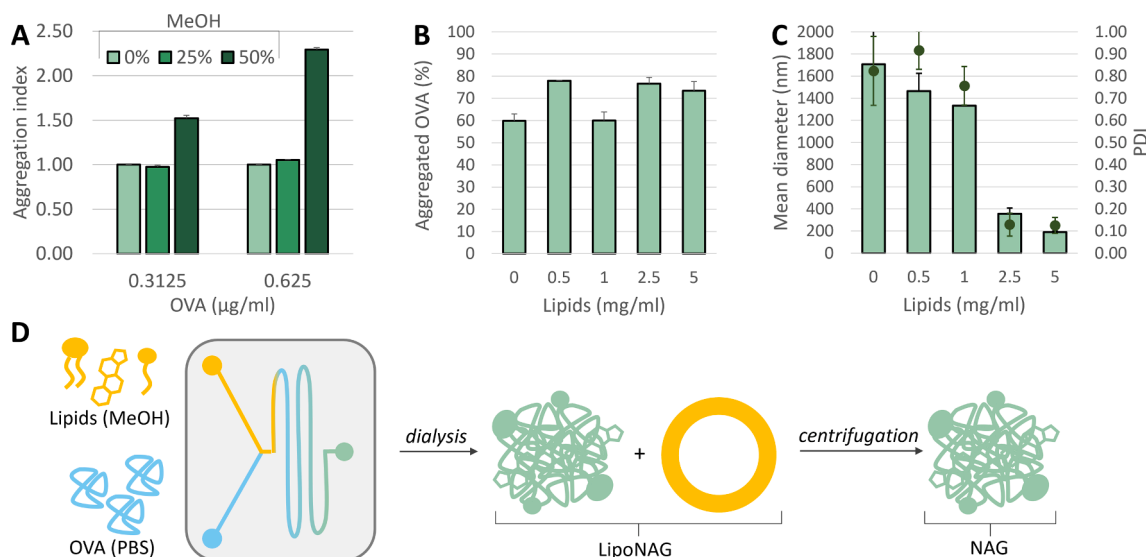 A
MeOH
0% 25% 50%
Aggregation index
2.50
2.00
1.50
1.00
0.50
0.00
0.3125 0.625
OVA (µg/ml)
B
Aggregated OVA (%)
100
90
80
70
60
50
40
30
20
10
0
0 0.5 1 2.5 5
Lipids (mg/ml)
C
Mean diameter (nm)
2000
1800
1600
1400
1200
1000
800
600
400
200
0
0 0.5 1 2.5 5
Lipids (mg/ml)
1.00
0.90
0.80
0.70
0.60
0.50
0.40
0.30
0.20
0.10
0.00
PDI
D
Lipids (MeOH)
OVA (PBS)
dialysis
+
centrifugation
LipoNAG
NAG